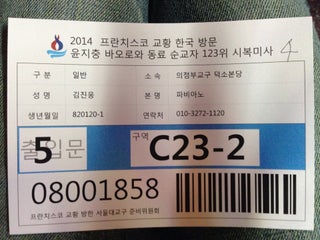 2014 프란치스코 교황 한국 방문
윤지충 바오로와 동료 순교자 123위 시복미사
4
구 분 일반 소 속 의정부교구 덕소본당
성 명 김진웅 본 명 파비아노
생년월일 820120-1 연락처 010-3272-1120
출입문 5 구역 C23-2
08001858
프란치스코 교황 방한 서울대교구 준비위원회